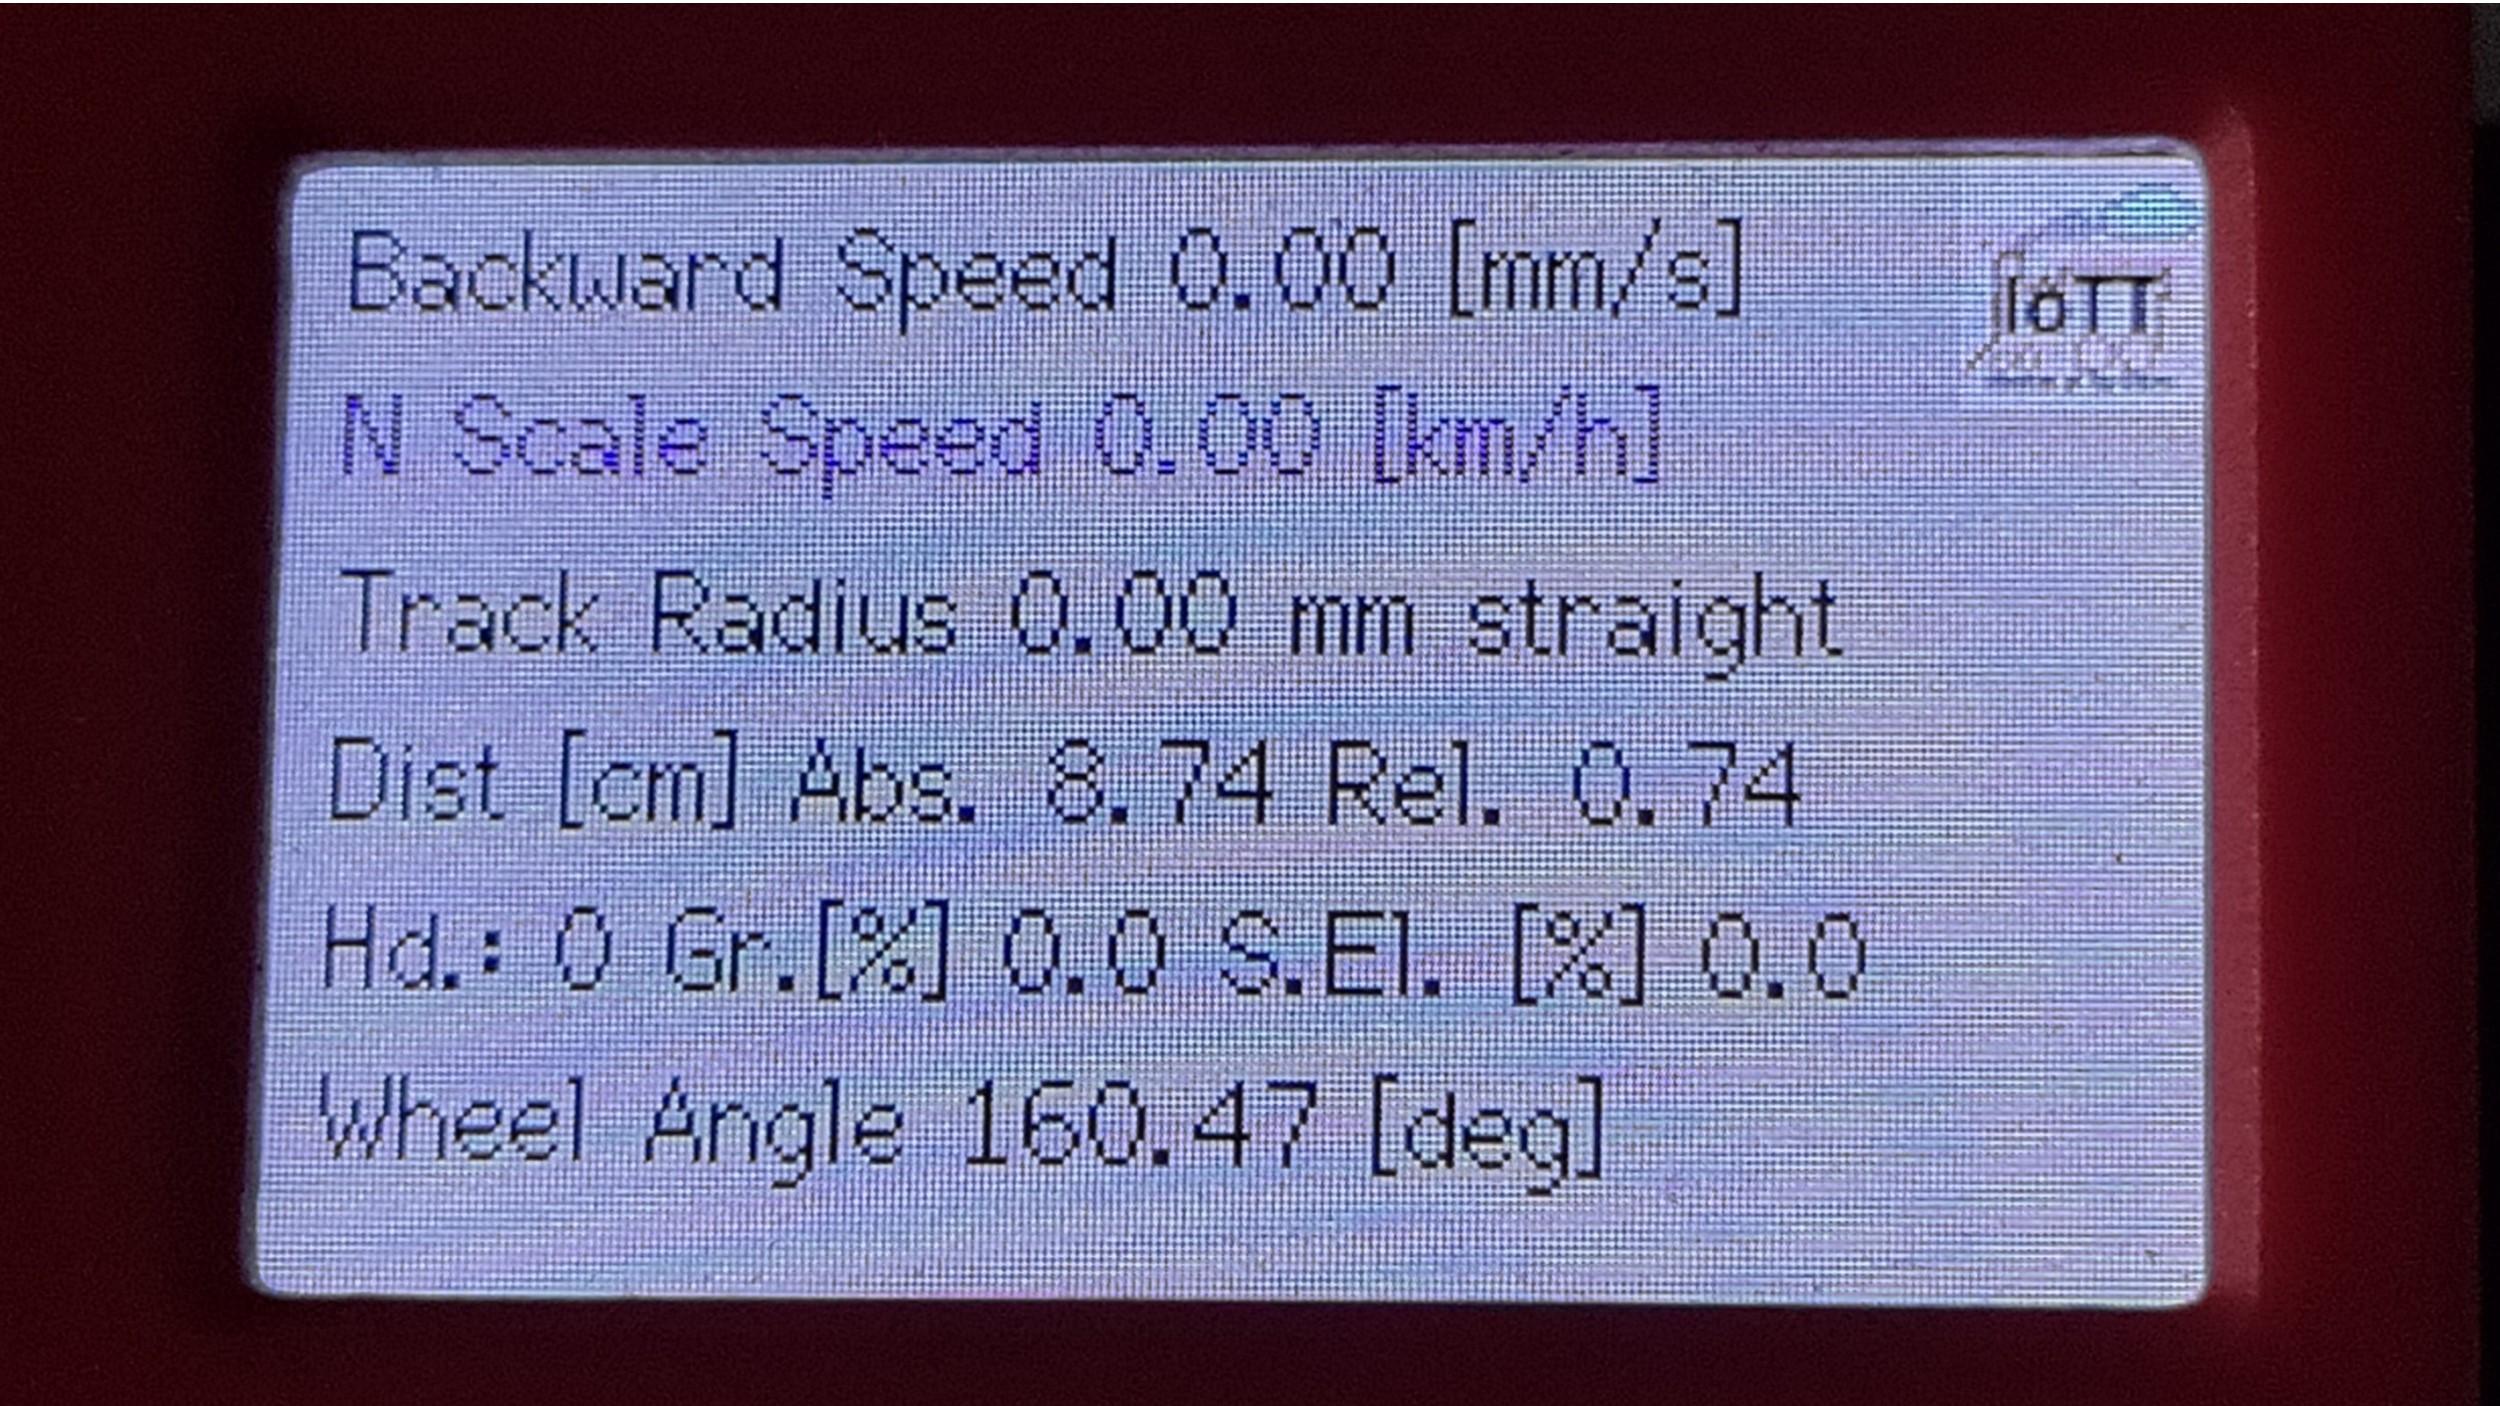 Backward Speed 0.00 [mm/s]
IoTT
N Scale Speed 0.00 [km/h]
Track Radius 0.00 mm straight
Dist [cm] Abs. 8.74 Rel. 0.74
Hd.: 0 Gr.[%] 0.0 S.El. [%] 0.0
Wheel Angle 160.47 [deg]